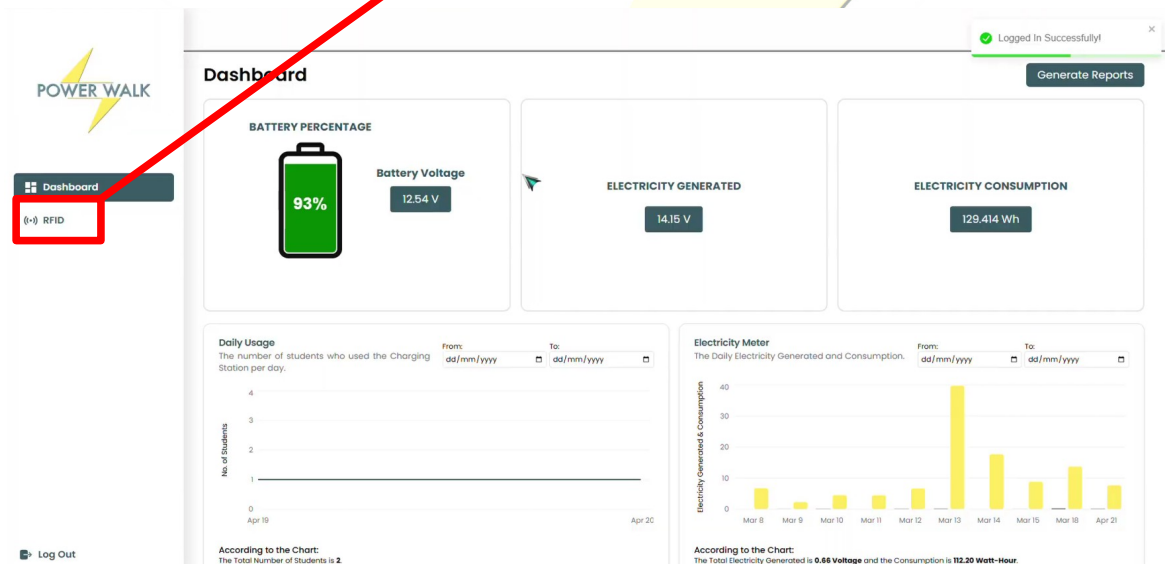 Logged In Successfully!
POWER WALK
Dashboard
Generate Reports
Dashboard
RFID
Log Out
BATTERY PERCENTAGE
93%
Battery Voltage
12.54 V
ELECTRICITY GENERATED
14.15 V
ELECTRICITY CONSUMPTION
129.414 Wh
Daily Usage
The number of students who used the Charging
Station per day.
From:
dd/mm/yyyy
To:
dd/mm/yyyy
No. of Students
4
3
2
1
0
Apr 19
Apr 20
According to the Chart:
The Total Number of Students is 2.
Electricity Meter
The Daily Electricity Generated and Consumption.
From:
dd/mm/yyyy
To:
dd/mm/yyyy
Electricity Generated & Consumption
40
30
20
10
0
Mar 8 Mar 9 Mar 10 Mar 11 Mar 12 Mar 13 Mar 14 Mar 15 Mar 18 Apr 21
According to the Chart:
The Total Electricity Generated is 0.66 Voltage and the Consumption is 112.20 Watt-Hour.